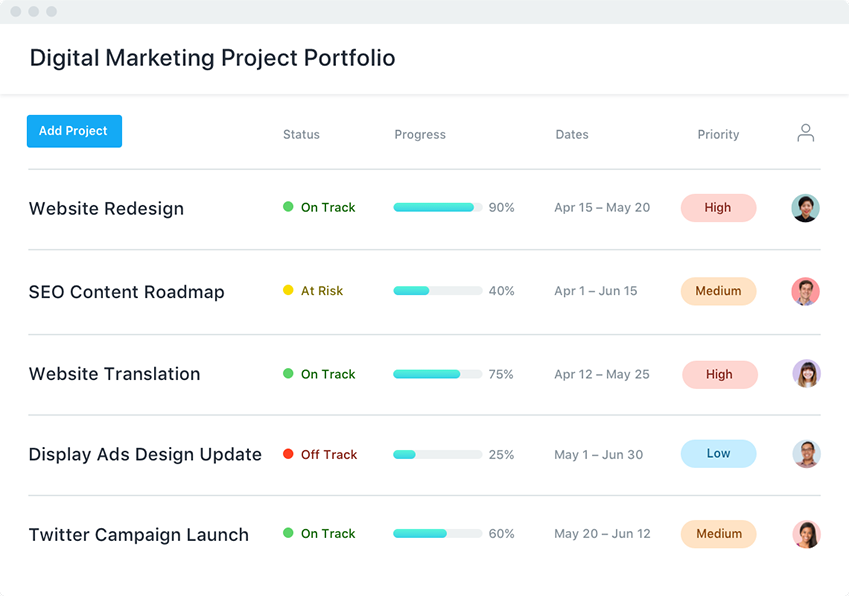 Digital Marketing Project Portfolio
Add Project Status Progress Dates Priority
Website Redesign On Track 90% Apr 15 – May 20 High
SEO Content Roadmap At Risk 40% Apr 1 – Jun 15 Medium
Website Translation On Track 75% Apr 12 – May 25 High
Display Ads Design Update Off Track 25% May 1 – Jun 30 Low
Twitter Campaign Launch On Track 60% May 20 – Jun 12 Medium